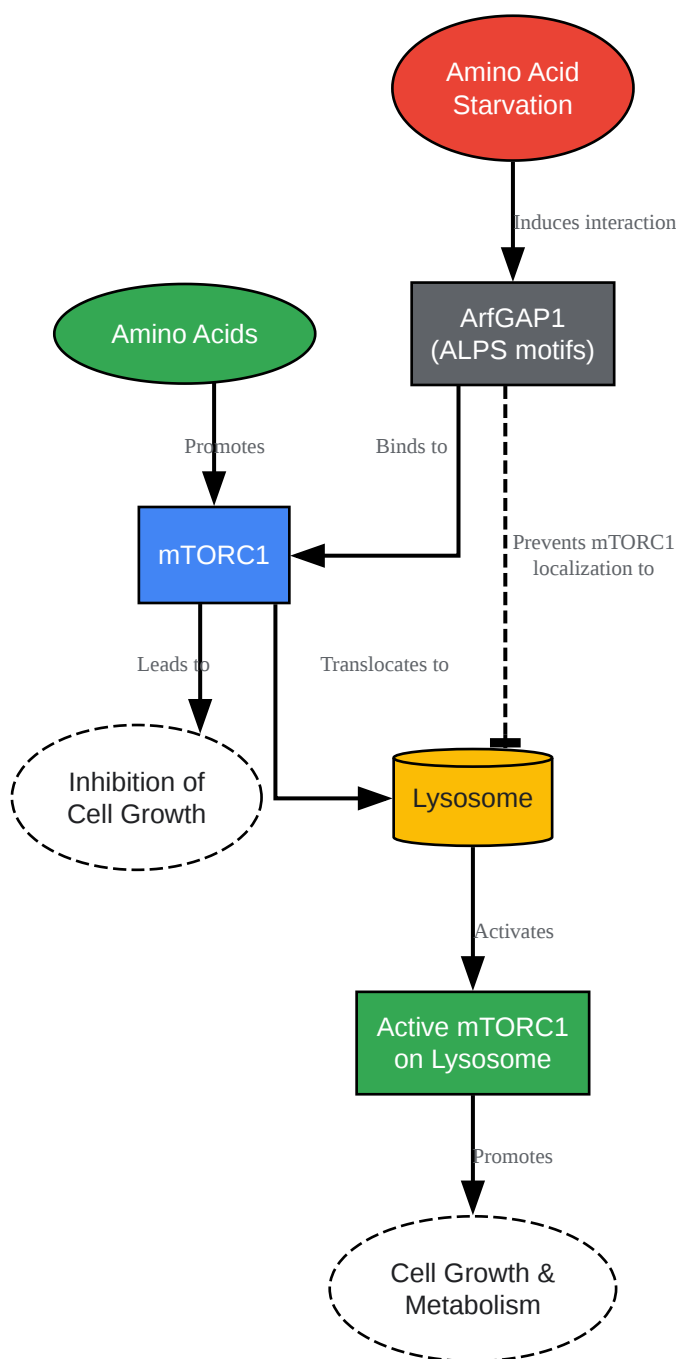 Amino Acid
Starvation
Induces interaction
ArfGAP1
(ALPS motifs)
Amino Acids
Promotes
Binds to
mTORC1
Prevents mTORC1
localization to
Leads to
Translocates to
Inhibition of
Cell Growth
Lysosome
Activates
Active mTORC1
on Lysosome
Promotes
Cell Growth &
Metabolism